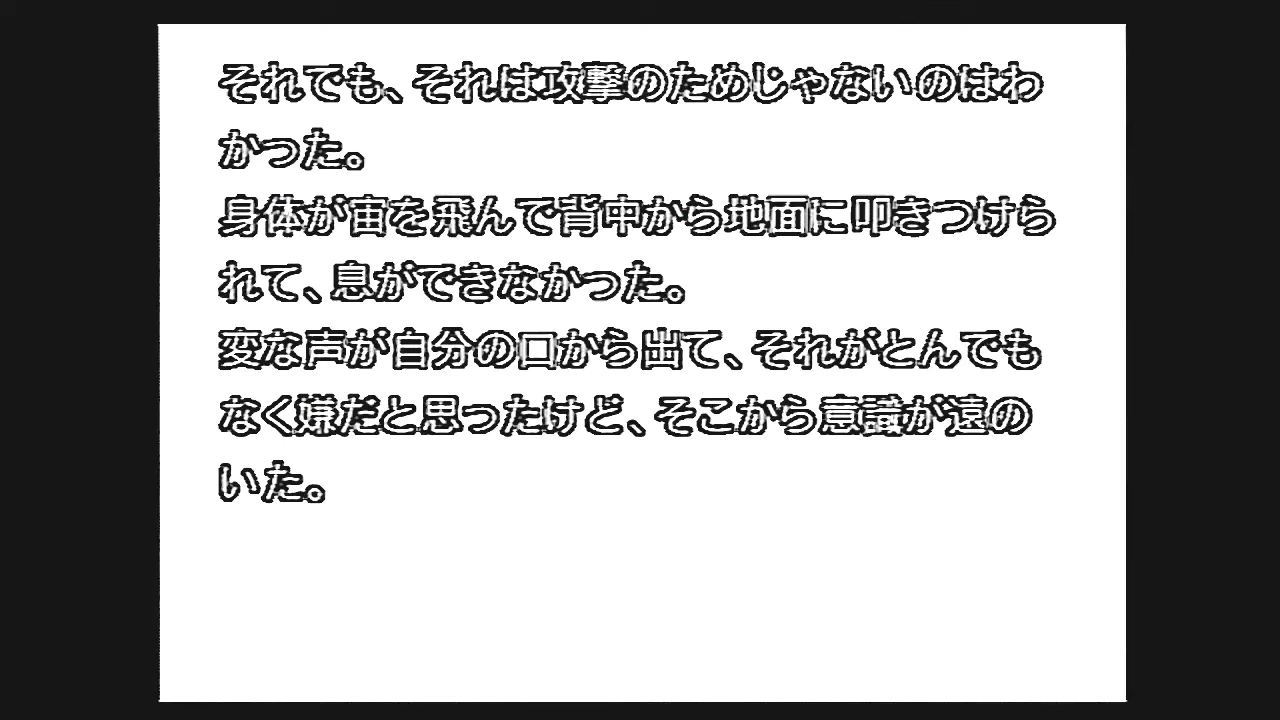 それでも、それは攻撃のためじゃないのはわ
かった。
身体が宙を飛んで背中から地面に叩きつけら
れて、息ができなかった。
変な声が自分の口から出て、それがとんでも
なく嫌だと思ったけど、そこから意識が遠の
いた。